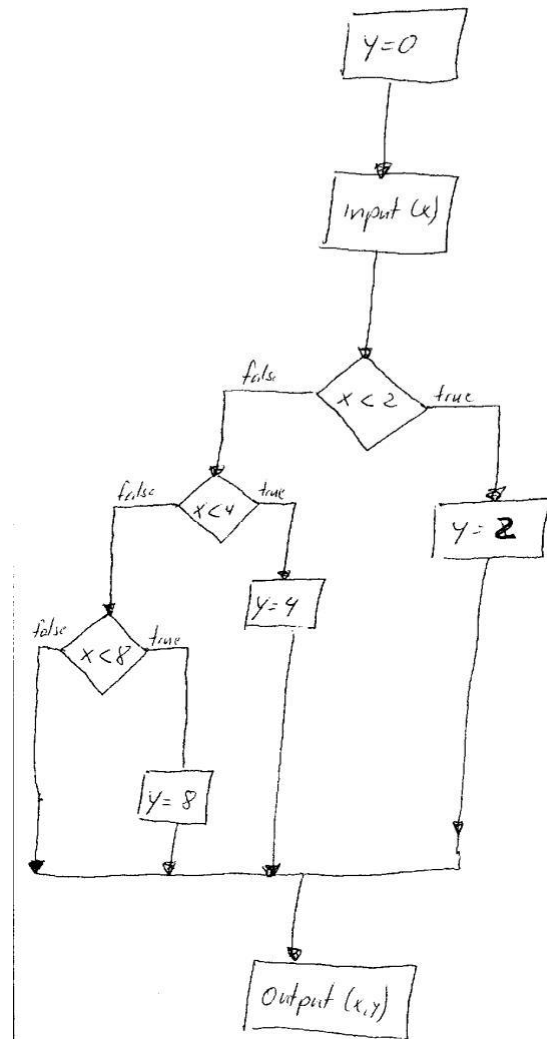 y=0
input (x)
false
x < 2
true
false
x<4
true
y = 2
y=4
false
x < 8
true
y= 8
Output (x,y)